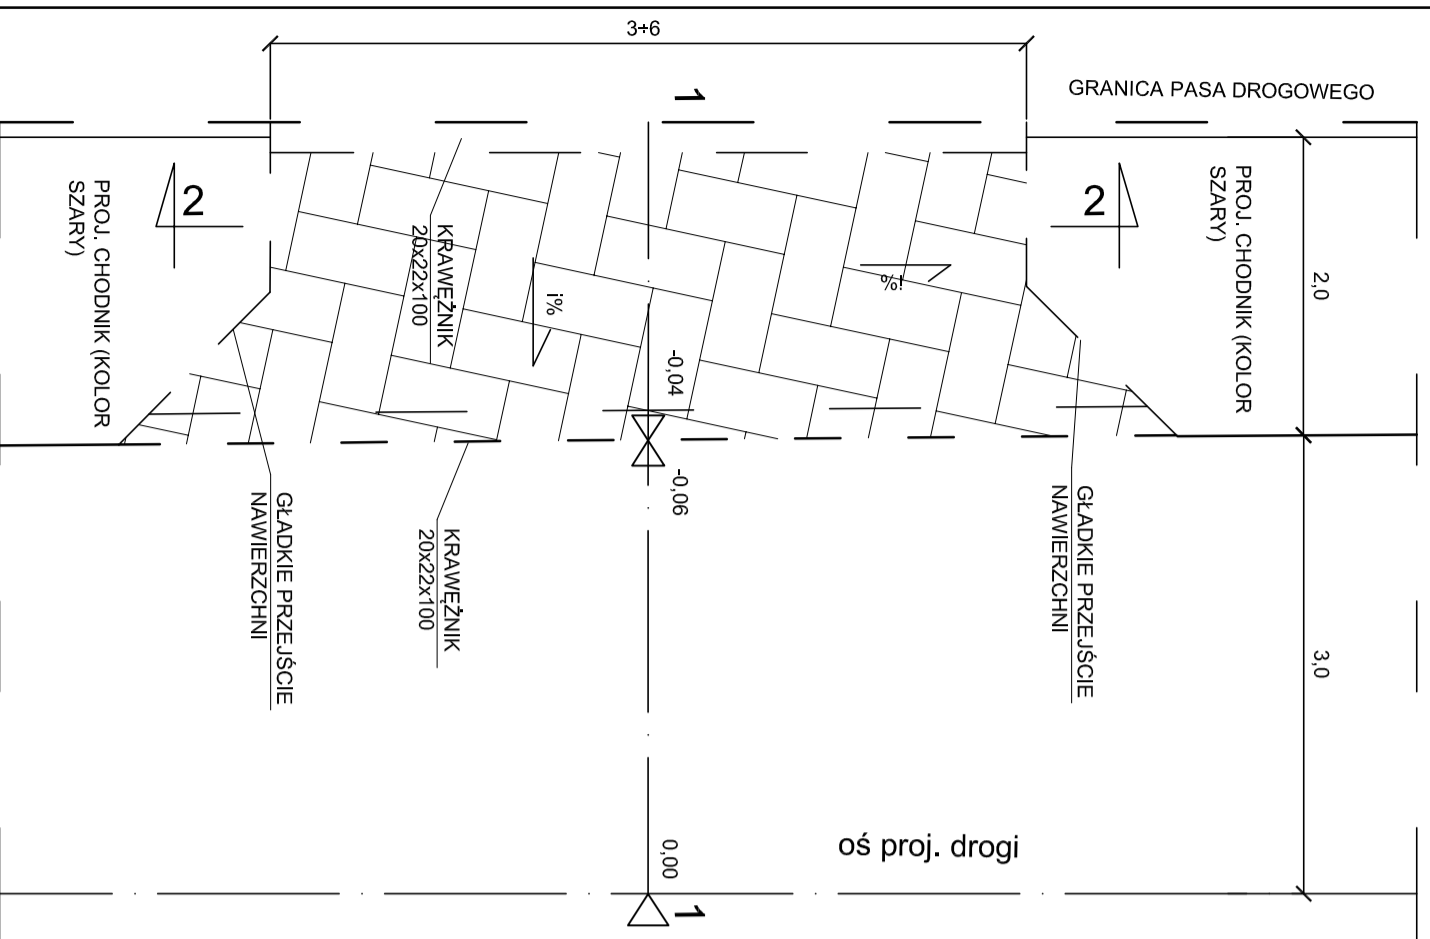 3÷6
GRANICA PASA DROGOWEGO
1
PROJ. CHODNIK (KOLOR
SZARY)
2
KRAWĘŻNIK
20x22x100
i%
i%
2
PROJ. CHODNIK (KOLOR
SZARY)
2,0
-0,04
-0,06
GŁADKIE PRZEJŚCIE
NAWIERZCHNI
KRAWĘŻNIK
20x22x100
GŁADKIE PRZEJŚCIE
NAWIERZCHNI
3,0
oś proj. drogi
0,00
1